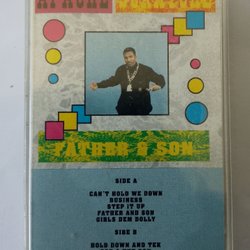 FATHER & SON
SIDE A
CAN'T HOLD WE DOWN
BUSINESS
STEP IT UP
FATHER AND SON
GIRLS DEM DOLLY
SIDE B
HOLD DOWN AND TEK